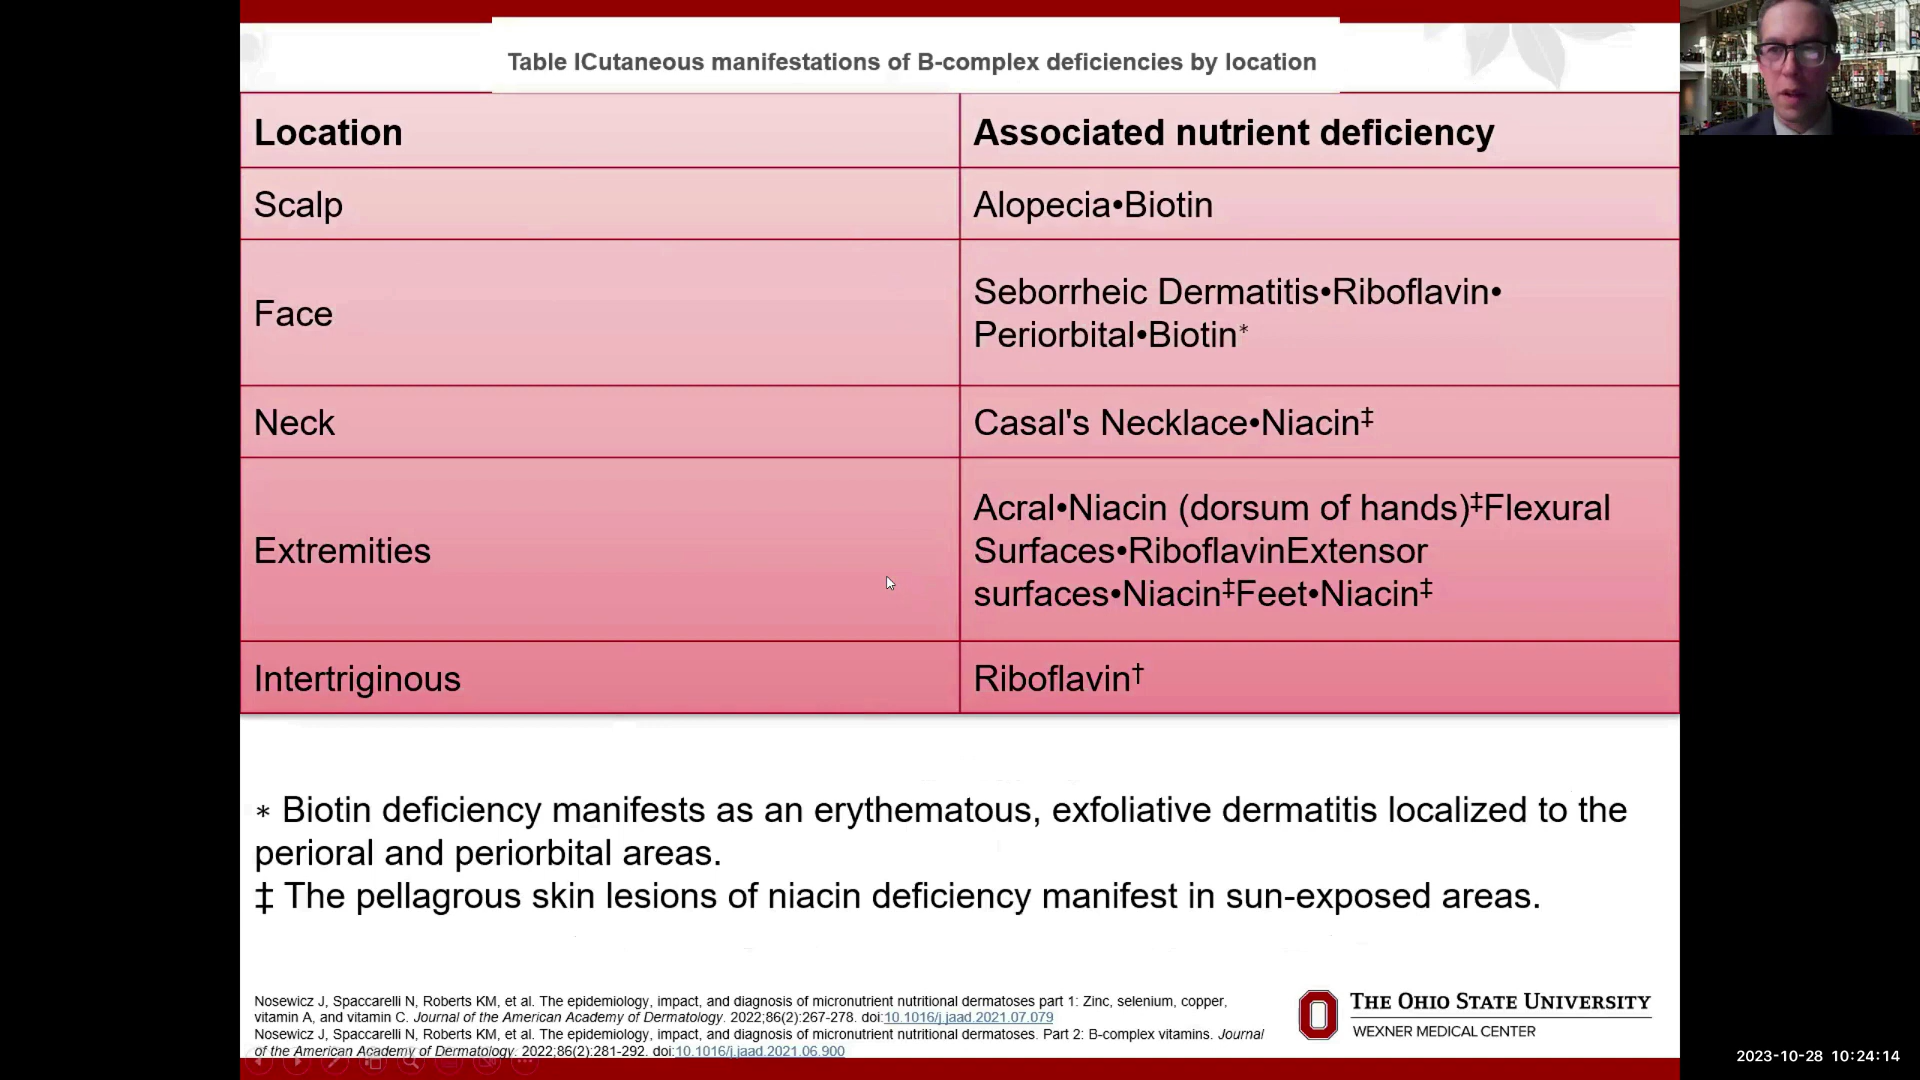 Table ICutaneous manifestations of B-complex deficiencies by location
Location
Associated nutrient deficiency
Scalp
Alopecia•Biotin
Face
Seborrheic Dermatitis•Riboflavin•
Periorbital•Biotin*
Neck
Casal's Necklace•Niacin‡
Extremities
Acral•Niacin (dorsum of hands)‡Flexural
Surfaces•RiboflavinExtensor
surfaces•Niacin‡Feet•Niacin‡
Intertriginous
Riboflavin†
* Biotin deficiency manifests as an erythematous, exfoliative dermatitis localized to the
perioral and periorbital areas.
‡ The pellagrous skin lesions of niacin deficiency manifest in sun-exposed areas.
Nosewicz J, Spaccarelli N, Roberts KM, et al. The epidemiology, impact, and diagnosis of micronutrient nutritional dermatoses part 1: Zinc, selenium, copper,
vitamin A, and vitamin C. Journal of the American Academy of Dermatology. 2022;86(2):267-278. doi:10.1016/j.jaad.2021.07.079
Nosewicz J, Spaccarelli N, Roberts KM, et al. The epidemiology, impact, and diagnosis of micronutrient nutritional dermatoses. Part 2: B-complex vitamins. Journal
of the American Academy of Dermatology. 2022;86(2):281-292. doi:10.1016/j.jaad.2021.06.900
THE OHIO STATE UNIVERSITY
WEXNER MEDICAL CENTER
2023-10-28 10:24:14